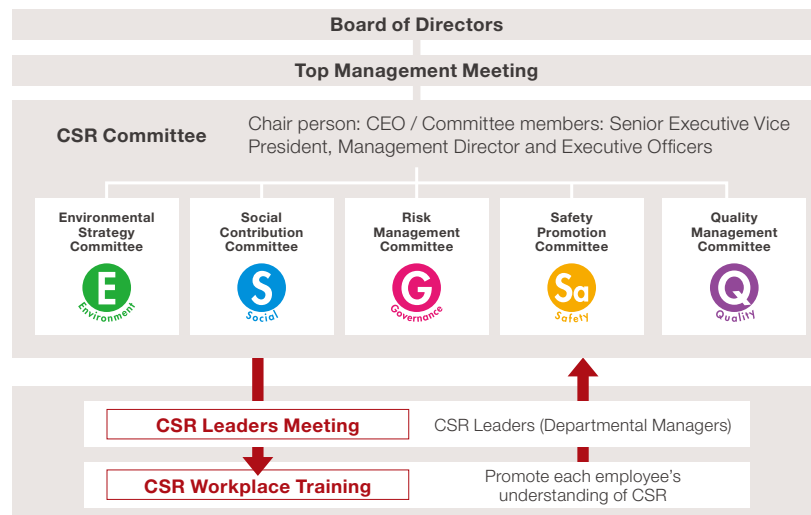 Board of Directors
Top Management Meeting
CSR Committee
Chair person: CEO / Committee members: Senior Executive Vice
President, Management Director and Executive Officers
Environmental
Strategy
Committee
E
Environment
Social
Contribution
Committee
S
Social
Risk
Management
Committee
G
Governance
Safety
Promotion
Committee
Sa
Safety
Quality
Management
Committee
Q
Quality
CSR Leaders Meeting
CSR Leaders (Departmental Managers)
CSR Workplace Training
Promote each employee's
understanding of CSR